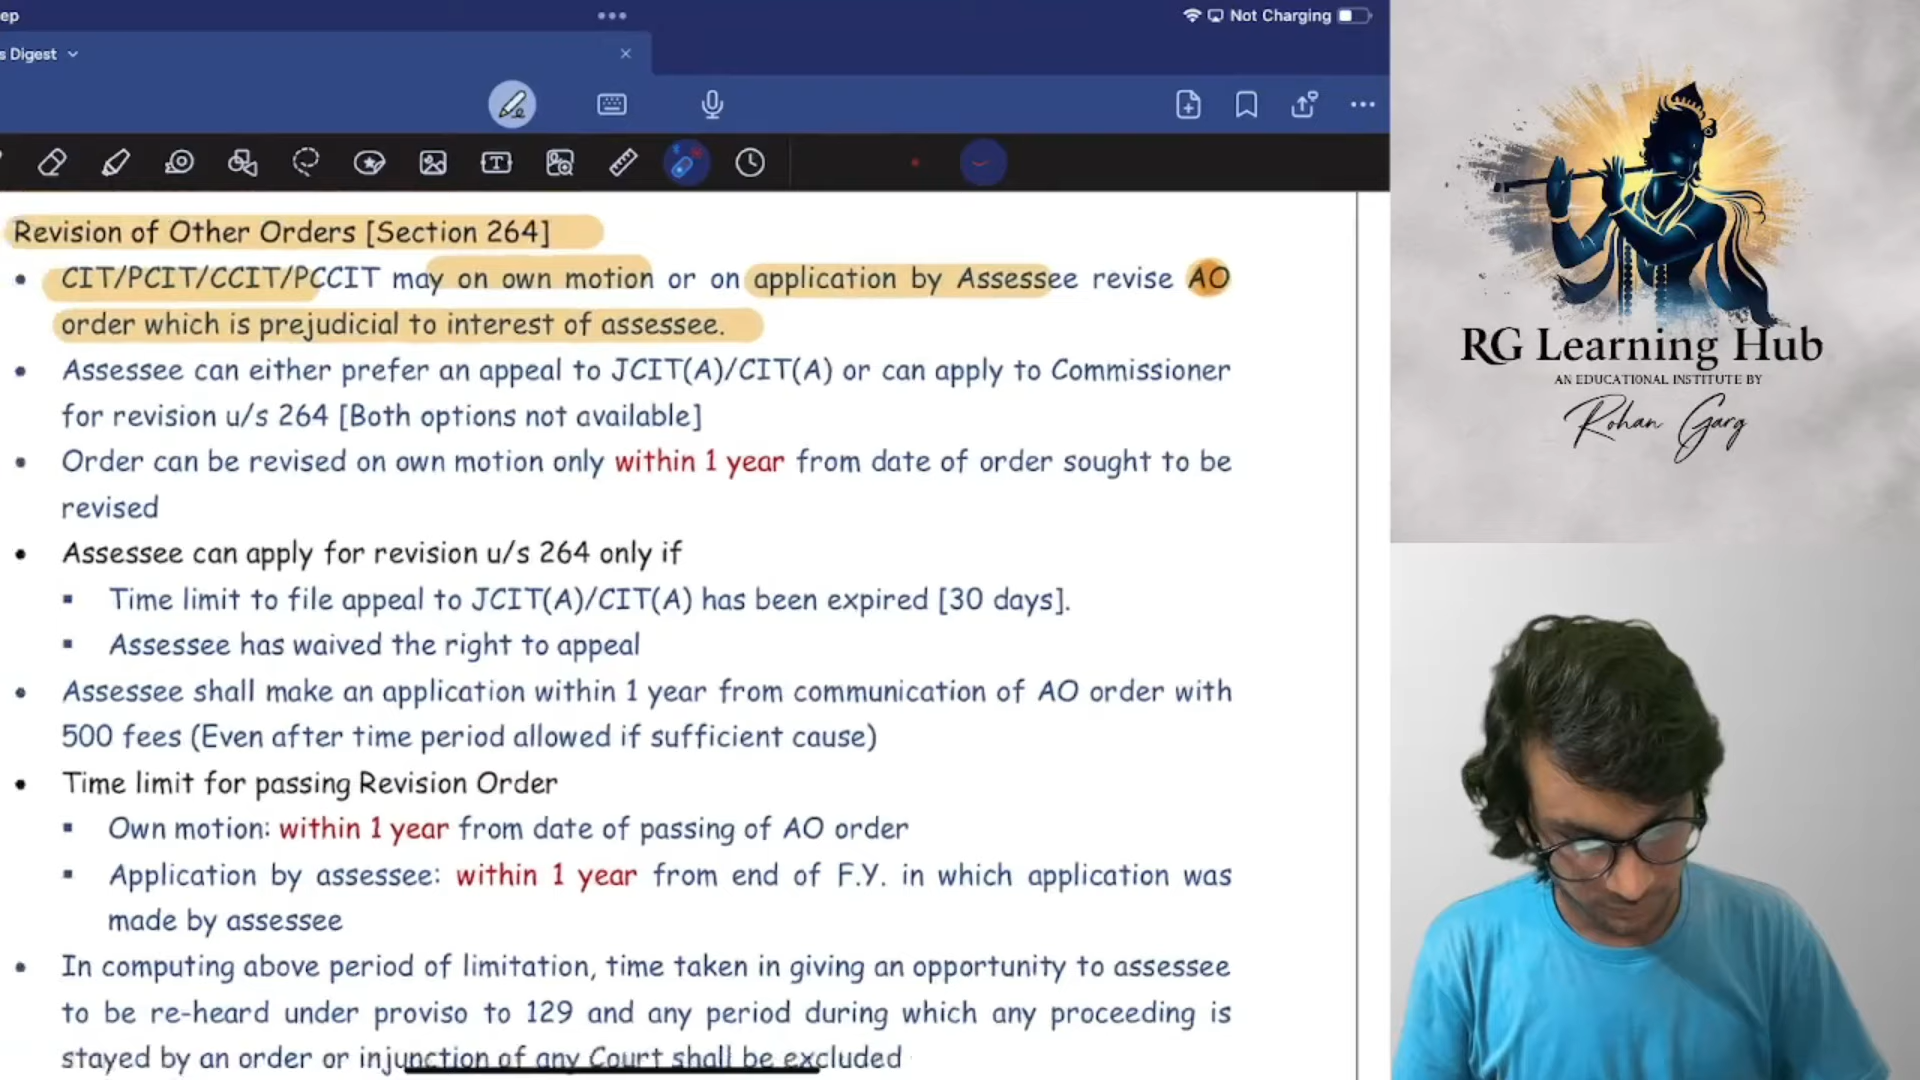 ep
Not Charging
s Digest
Revision of Other Orders [Section 264]
• CIT/PCIT/CCIT/PCCIT may on own motion or on application by Assessee revise AO
order which is prejudicial to interest of assessee.
• Assessee can either prefer an appeal to JCIT(A)/CIT(A) or can apply to Commissioner
for revision u/s 264 [Both options not available]
• Order can be revised on own motion only within 1 year from date of order sought to be
revised
• Assessee can apply for revision u/s 264 only if
▪ Time limit to file appeal to JCIT(A)/CIT(A) has been expired [30 days].
▪ Assessee has waived the right to appeal
• Assessee shall make an application within 1 year from communication of AO order with
500 fees (Even after time period allowed if sufficient cause)
• Time limit for passing Revision Order
▪ Own motion: within 1 year from date of passing of AO order
▪ Application by assessee: within 1 year from end of F.Y. in which application was
made by assessee
• In computing above period of limitation, time taken in giving an opportunity to assessee
to be re-heard under proviso to 129 and any period during which any proceeding is
stayed by an order or injunction of any Court shall be excluded
RG Learning Hub
AN EDUCATIONAL INSTITUTE BY
Rohan Garg